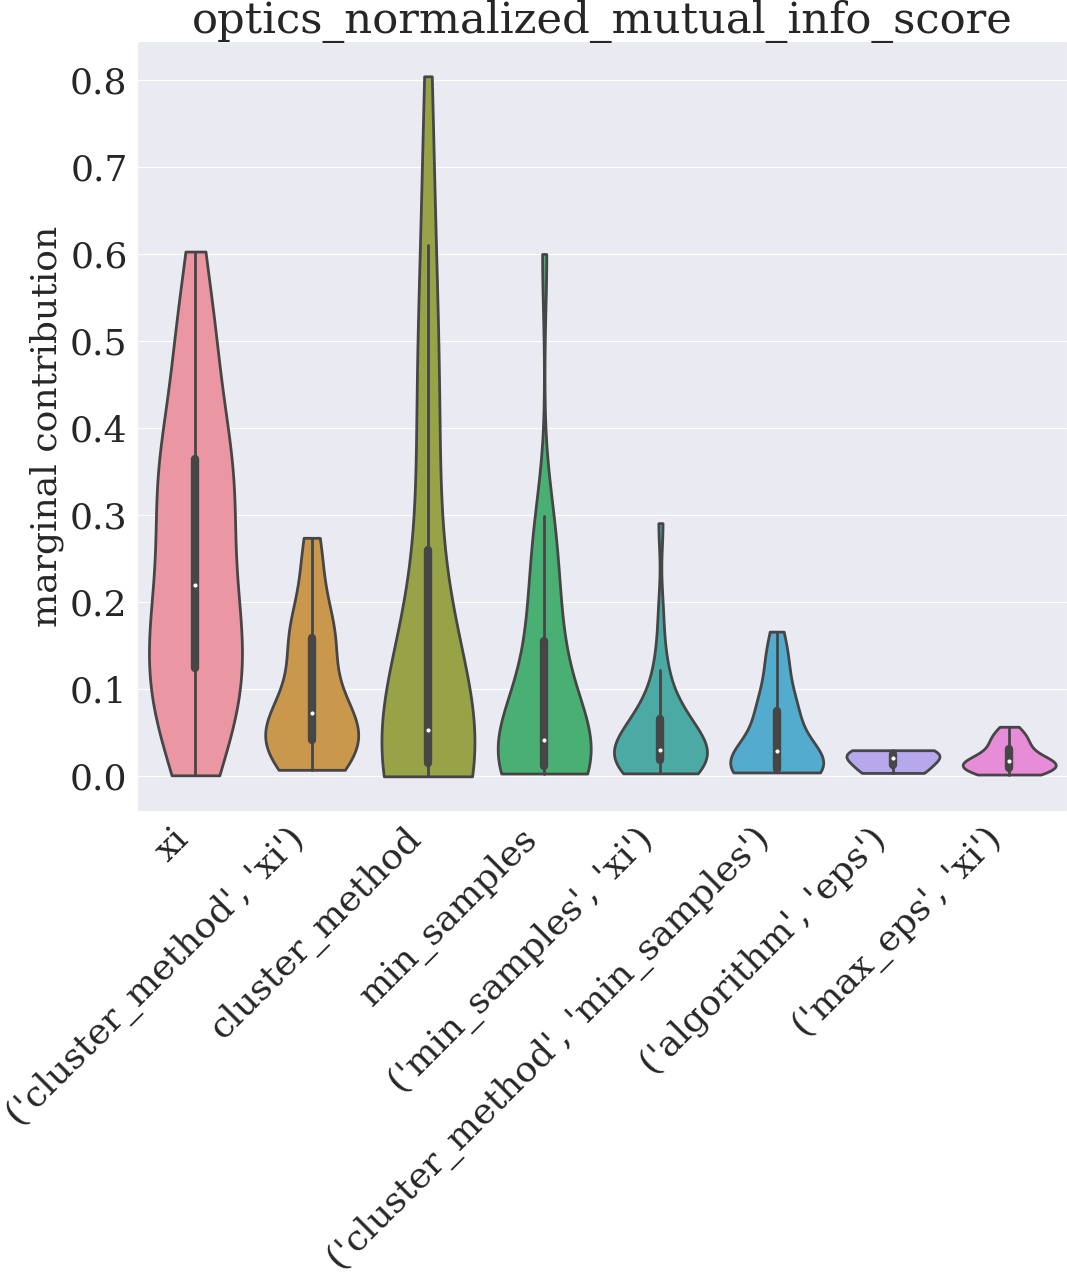 optics_normalized_mutual_info_score
marginal contribution
0.8
0.7
0.6
0.5
0.4
0.3
0.2
0.1
0.0
xi
('cluster_method', 'xi')
cluster_method
min_samples
('min_samples', 'xi')
('cluster_method', 'min_samples')
('algorithm', 'eps')
('max_eps', 'xi')